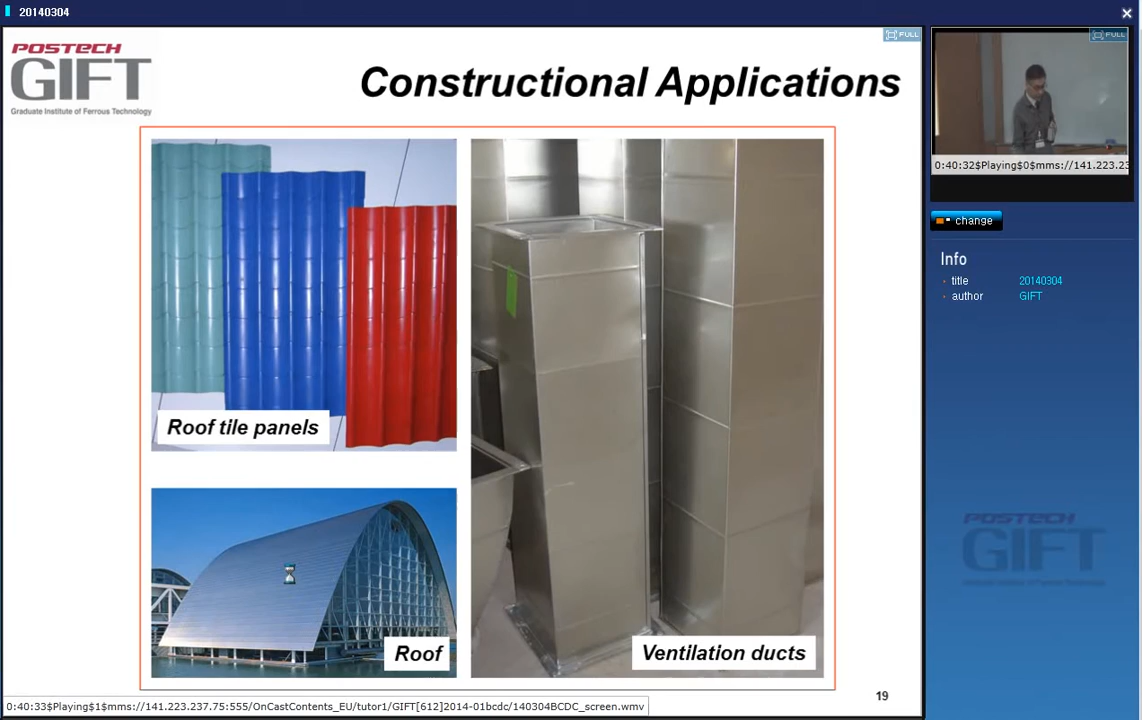 20140304
POSTECH
GIFT
Graduate Institute of Ferrous Technology
Constructional Applications
FULL
Roof tile panels
Roof
Ventilation ducts
19
0:40:33$Playing$1$mms://141.223.237.75:555/OnCastContents_EU/tutor1/GIFT[612]2014-01bcdc/140304BCDC_screen.wmv
FULL
0:40:32$Playing$0$mms://141.223.23
change
Info
title 20140304
author GIFT
POSTECH
GIFT